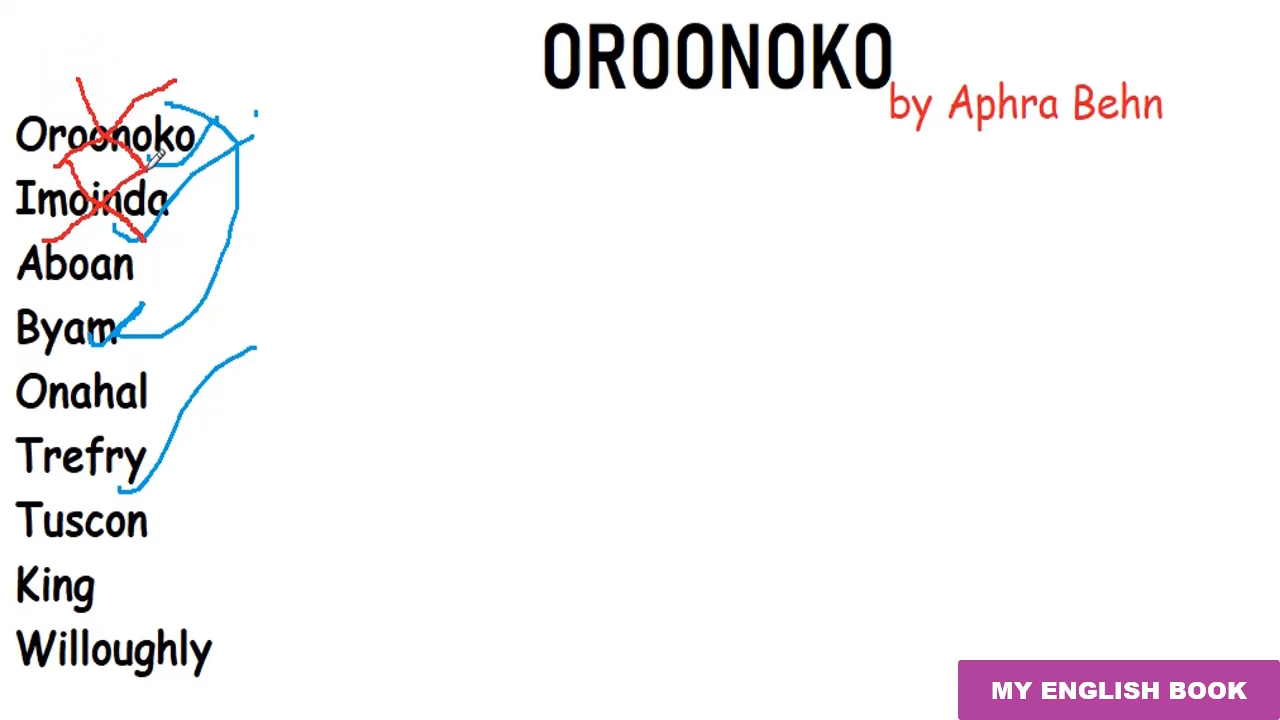 OROONOKO
by Aphra Behn
Oroonoko
Imoinda
Aboan
Byam
Onahal
Trefry
Tuscon
King
Willoughly
MY ENGLISH BOOK